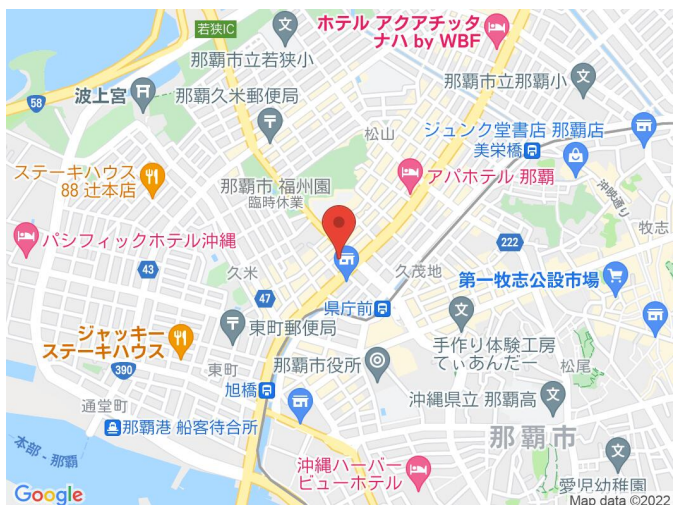 若狭IC
ホテル アクアチッタ
ナハ by WBF
那覇市立若狭小
58
波上宮
那覇久米郵便局
那覇市立那覇小
松山
ジュンク堂書店 那覇店
美栄橋
ステーキハウス
88 辻本店
那覇市 福州園
臨時休業
アパホテル 那覇
沖映通り
牧志
パシフィックホテル沖縄
222
43
久米
久茂地
第一牧志公設市場
47
県庁前
東町郵便局
ジャッキー
ステーキハウス
手作り体験工房
てぃあんだー
那覇市役所
松尾
390
東町
旭橋
通堂町
沖縄県立 那覇高
那覇港 船客待合所
那覇市
本部 - 那覇
沖縄ハーバー
ビューホテル
愛児幼稚園
Google
Map data ©2022